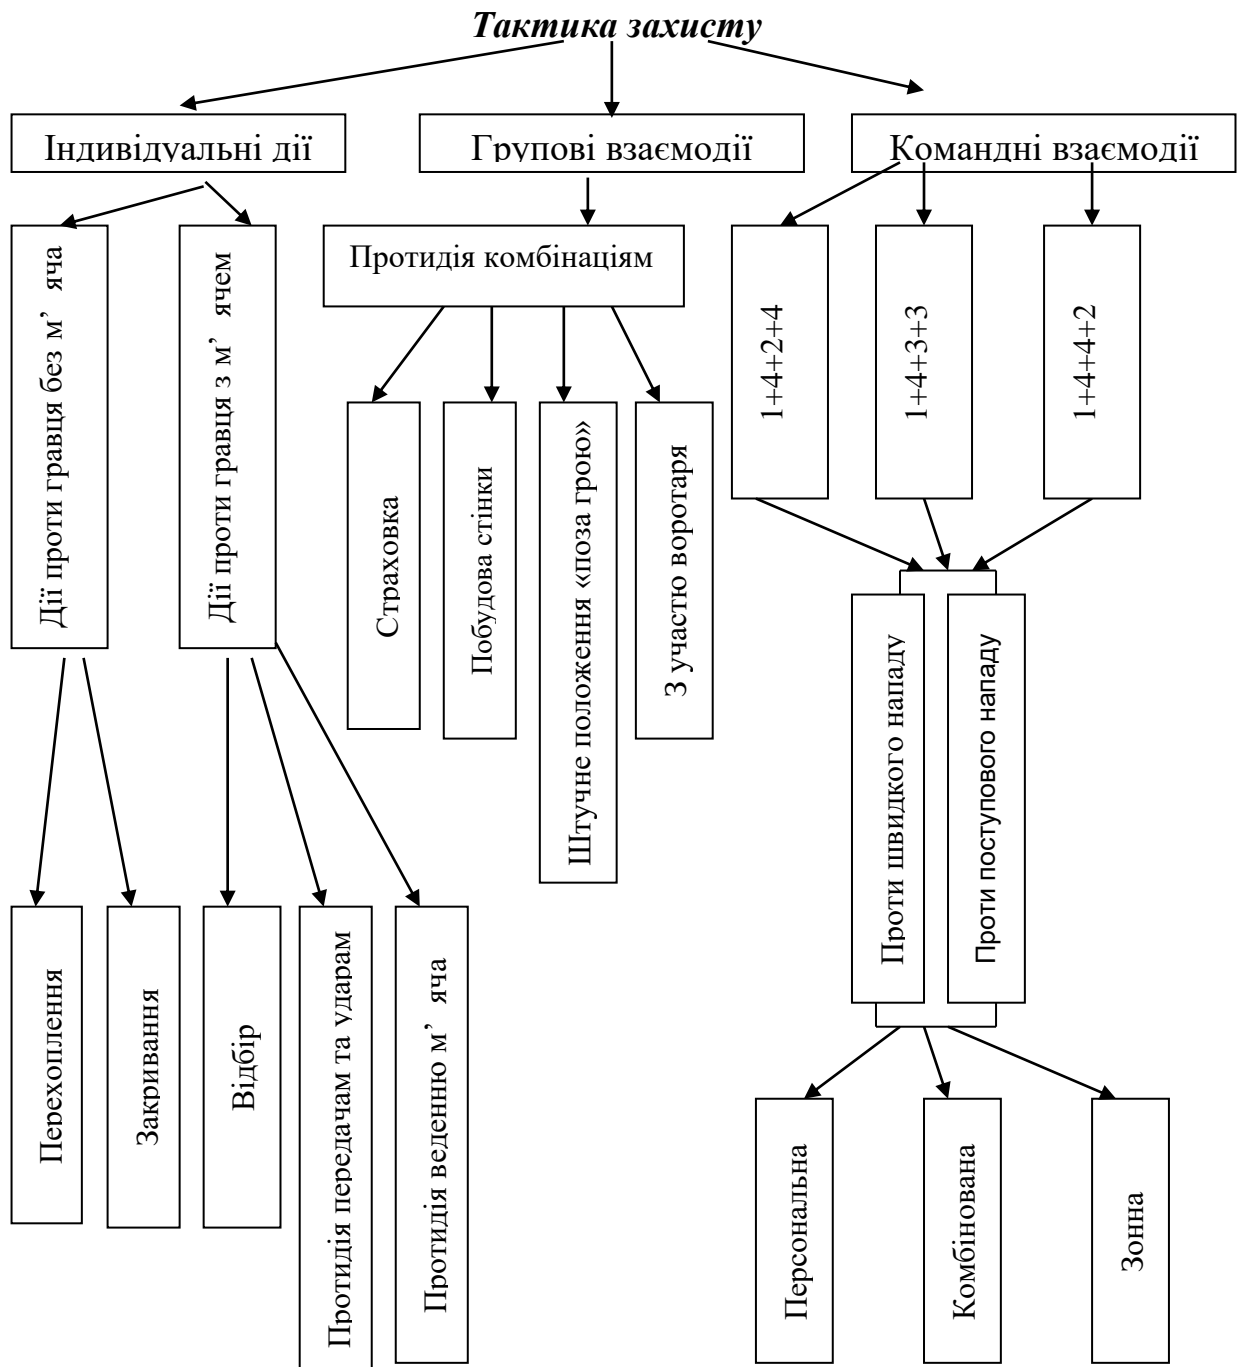 Тактика захисту
Індивідуальні дії
Групові взаємодії
Командні взаємодії
Дії проти гравця без м’ яча
Дії проти гравця з м’ ячем
Протидія комбінаціям
1+4+2+4
1+4+3+3
1+4+4+2
Страховка
Побудова стінки
Штучне положення «поза грою»
З участю воротаря
Проти швидкого нападу
Проти поступового нападу
Перехоплення
Закривання
Відбір
Протидія передачам та ударам
Протидія веденню м’ яча
Персональна
Комбінована
Зонна